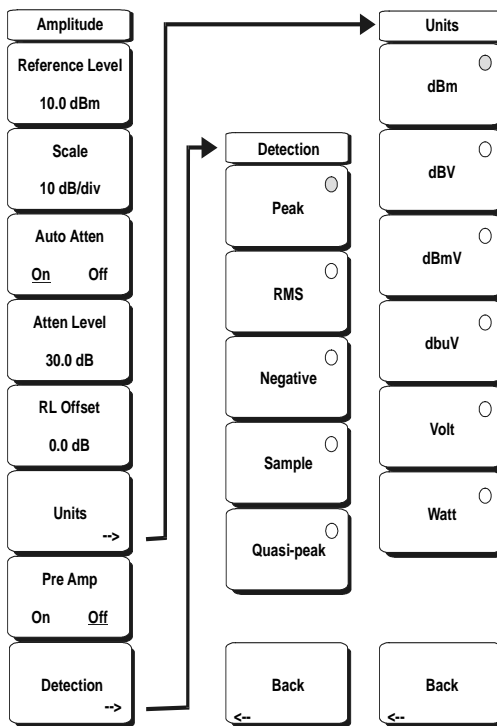 Amplitude
Reference Level
10.0 dBm
Scale
10 dB/div
Auto Atten
On Off
Atten Level
30.0 dB
RL Offset
0.0 dB
Units
-->
Pre Amp
On Off
Detection
-->
Detection
Peak
RMS
Negative
Sample
Quasi-peak
Back
<--
Units
dBm
dBV
dBmV
dbuV
Volt
Watt
Back
<--